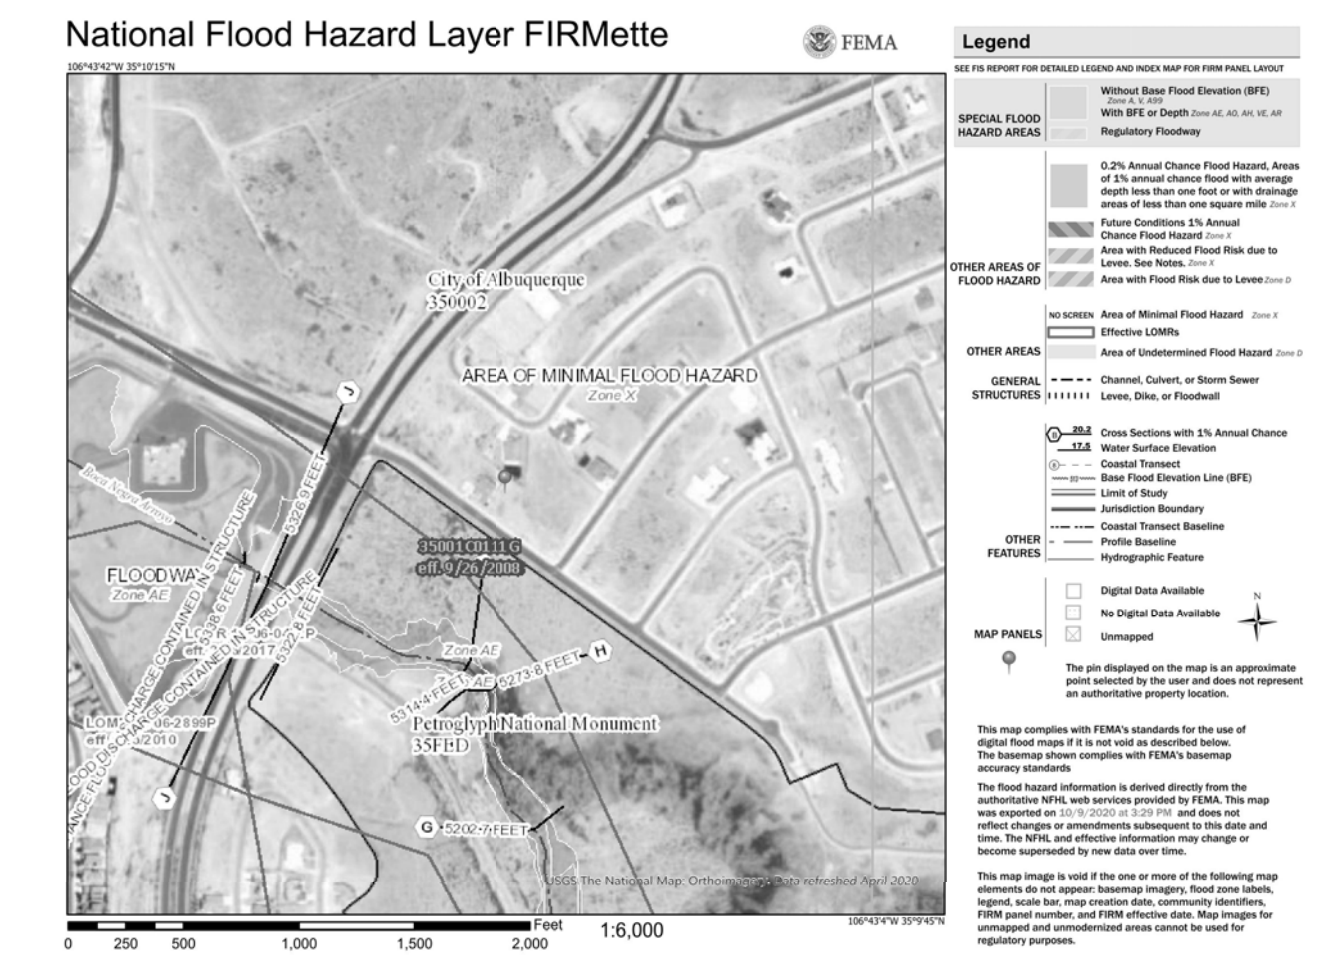 National Flood Hazard Layer FIRMette
FEMA
106°43'42"W 35°10'15"N
City of Albuquerque
350002
AREA OF MINIMAL FLOOD HAZARD
Zone X
Boca Negra Arroyo
J
5326.9 FEET
35001C0111G
eff. 9/26/2008
FLOODWAY
Zone AE
5338.6 FEET
5322.8 FEET
CHARGE CONTAINED IN STRUCTURE
OOD DISCHARGE CONTAINED IN STRUCTURE
ANCE FLO
eff. 2017
06-2899P
eff. /2010
Zone AE
AE
5273.8 FEET
H
5314.4 FEET
Petroglyph National Monument
35FED
J
G
5202.7 FEET
USGS The National Map: Orthoimagery. Data refreshed April 2020
106°43'4"W 35°9'45"N
Feet
1:6,000
0 250 500 1,000 1,500 2,000
Legend
SEE FIS REPORT FOR DETAILED LEGEND AND INDEX MAP FOR FIRM PANEL LAYOUT
SPECIAL FLOOD
HAZARD AREAS
Without Base Flood Elevation (BFE)
Zone A, V, A99
With BFE or Depth Zone AE, AO, AH, VE, AR
Regulatory Floodway
0.2% Annual Chance Flood Hazard, Areas
of 1% annual chance flood with average
depth less than one foot or with drainage
areas of less than one square mile Zone X
Future Conditions 1% Annual
Chance Flood Hazard Zone X
Area with Reduced Flood Risk due to
Levee. See Notes. Zone X
Area with Flood Risk due to Levee Zone D
OTHER AREAS OF
FLOOD HAZARD
NO SCREEN Area of Minimal Flood Hazard Zone X
Effective LOMRs
OTHER AREAS
Area of Undetermined Flood Hazard Zone D
GENERAL
STRUCTURES
Channel, Culvert, or Storm Sewer
Levee, Dike, or Floodwall
B 20.2 Cross Sections with 1% Annual Chance
17.5 Water Surface Elevation
8 Coastal Transect
513 Base Flood Elevation Line (BFE)
Limit of Study
Jurisdiction Boundary
Coastal Transect Baseline
OTHER
FEATURES
Profile Baseline
Hydrographic Feature
Digital Data Available
No Digital Data Available
MAP PANELS
Unmapped
N
The pin displayed on the map is an approximate
point selected by the user and does not represent
an authoritative property location.
This map complies with FEMA's standards for the use of
digital flood maps if it is not void as described below.
The basemap shown complies with FEMA's basemap
accuracy standards
The flood hazard information is derived directly from the
authoritative NFHL web services provided by FEMA. This map
was exported on 10/9/2020 at 3:29 PM and does not
reflect changes or amendments subsequent to this date and
time. The NFHL and effective information may change or
become superseded by new data over time.
This map image is void if the one or more of the following map
elements do not appear: basemap imagery, flood zone labels,
legend, scale bar, map creation date, community identifiers,
FIRM panel number, and FIRM effective date. Map images for
unmapped and unmodernized areas cannot be used for
regulatory purposes.